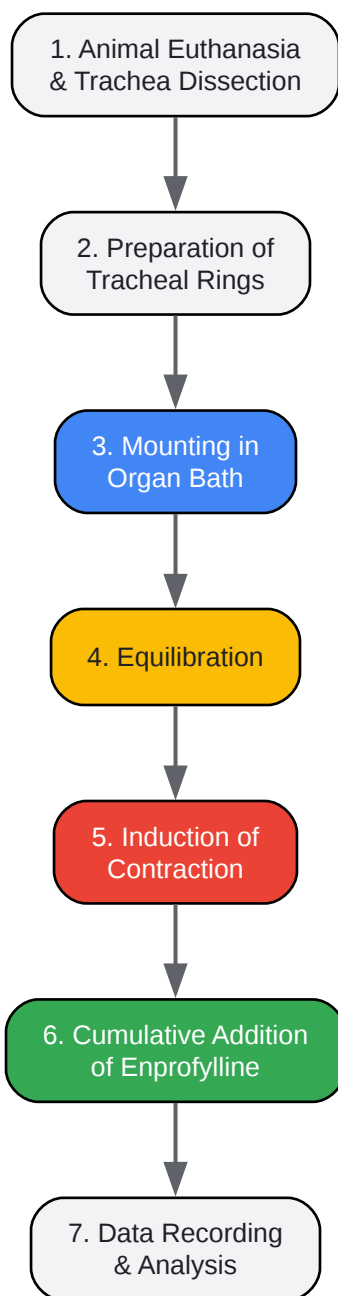 1. Animal Euthanasia
& Trachea Dissection
2. Preparation of
Tracheal Rings
3. Mounting in
Organ Bath
4. Equilibration
5. Induction of
Contraction
6. Cumulative Addition
of Enprofylline
7. Data Recording
& Analysis